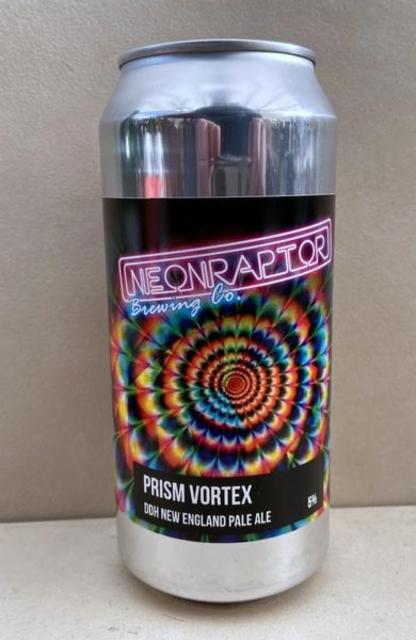 NEONRAPTOR
Brewing Co.
PRISM VORTEX
DDH NEW ENGLAND PALE ALE
5%